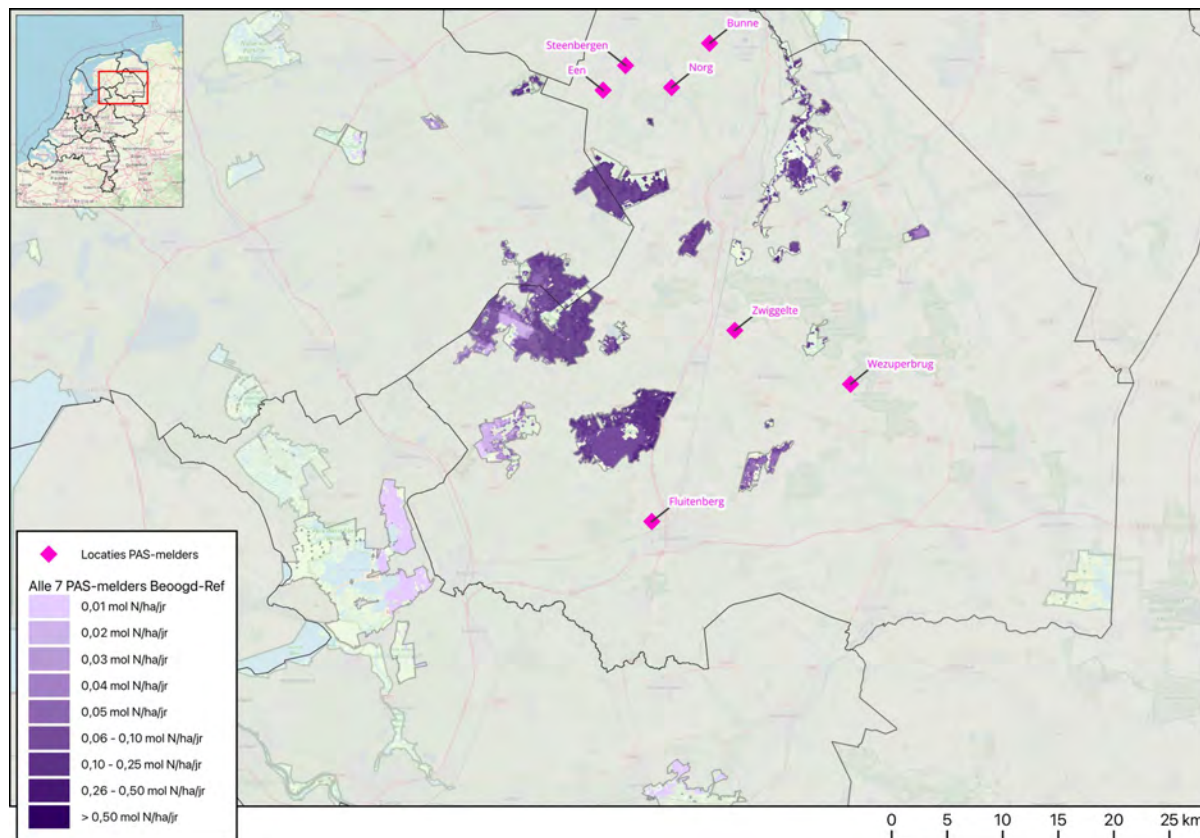 Bunne
Steenbergen
Een
Norg
Zwiggelte
Wezuperbrug
Fluitenberg
Locaties PAS-melders
Alle 7 PAS-melders Beoogd-Ref
0,01 mol N/ha/jr
0,02 mol N/ha/jr
0,03 mol N/ha/jr
0,04 mol N/ha/jr
0,05 mol N/ha/jr
0,06 - 0,10 mol N/ha/jr
0,10 - 0,25 mol N/ha/jr
0,26 - 0,50 mol N/ha/jr
> 0,50 mol N/ha/jr
0 5 10 15 20 25 km